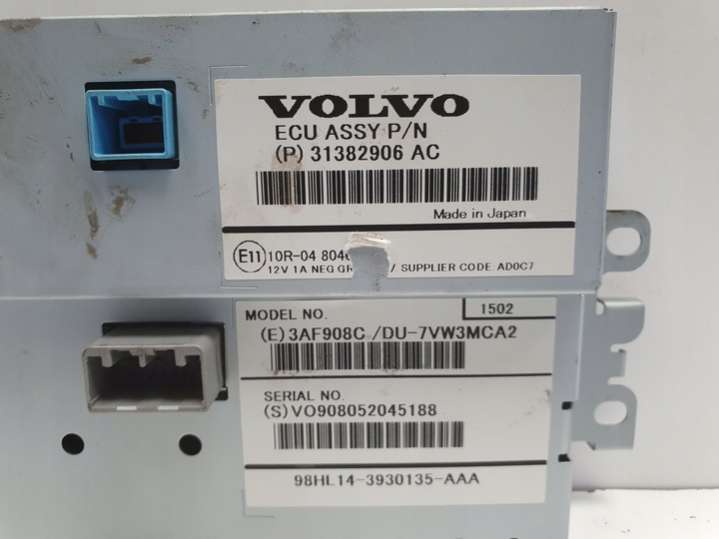 VOLVO
ECU ASSY P/N
(P) 31382906 AC
Made in Japan
E11 10R-04
12V 1A NEG / SUPPLIER CODE AD0C7
MODEL NO. 1502
(E) 3AF908C /DU-7VW3MCA2
SERIAL NO.
(S)VO908052045188
98HL14-3930135-AAA